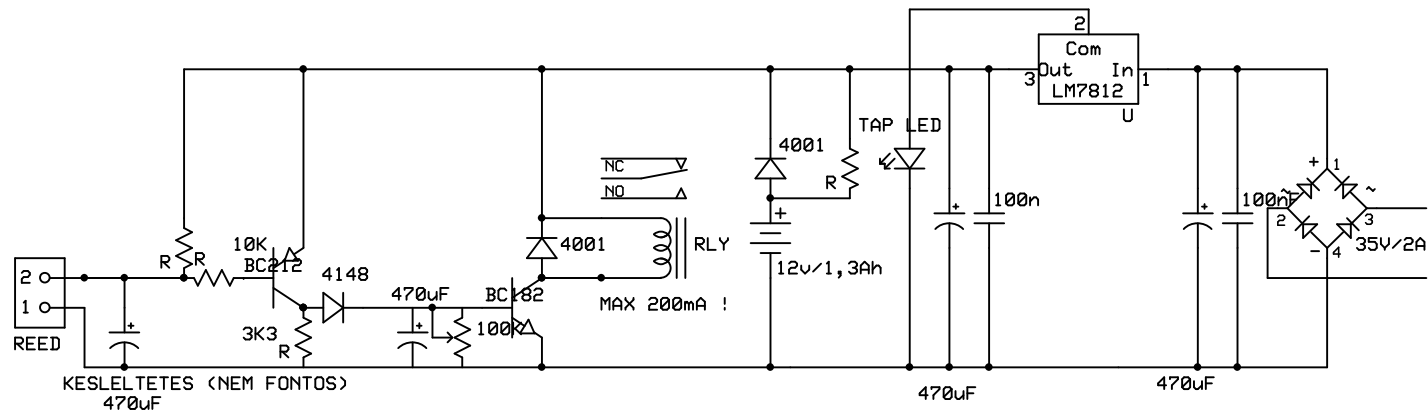 2
Com
3
Out
In
1
LM7812
U
TAP LED
4001
NC
NO
R
+
1
100n
100nF
~
~
2
3
-
4
35V/2A
+
RLY
4001
12v/1,3Ah
10K
R
R
BC212
4148
2
1
REED
+
470uF
BC182
100k
MAX 200mA !
3K3
R
KESLELTETES (NEM FONTOS)
470uF
470uF
470uF